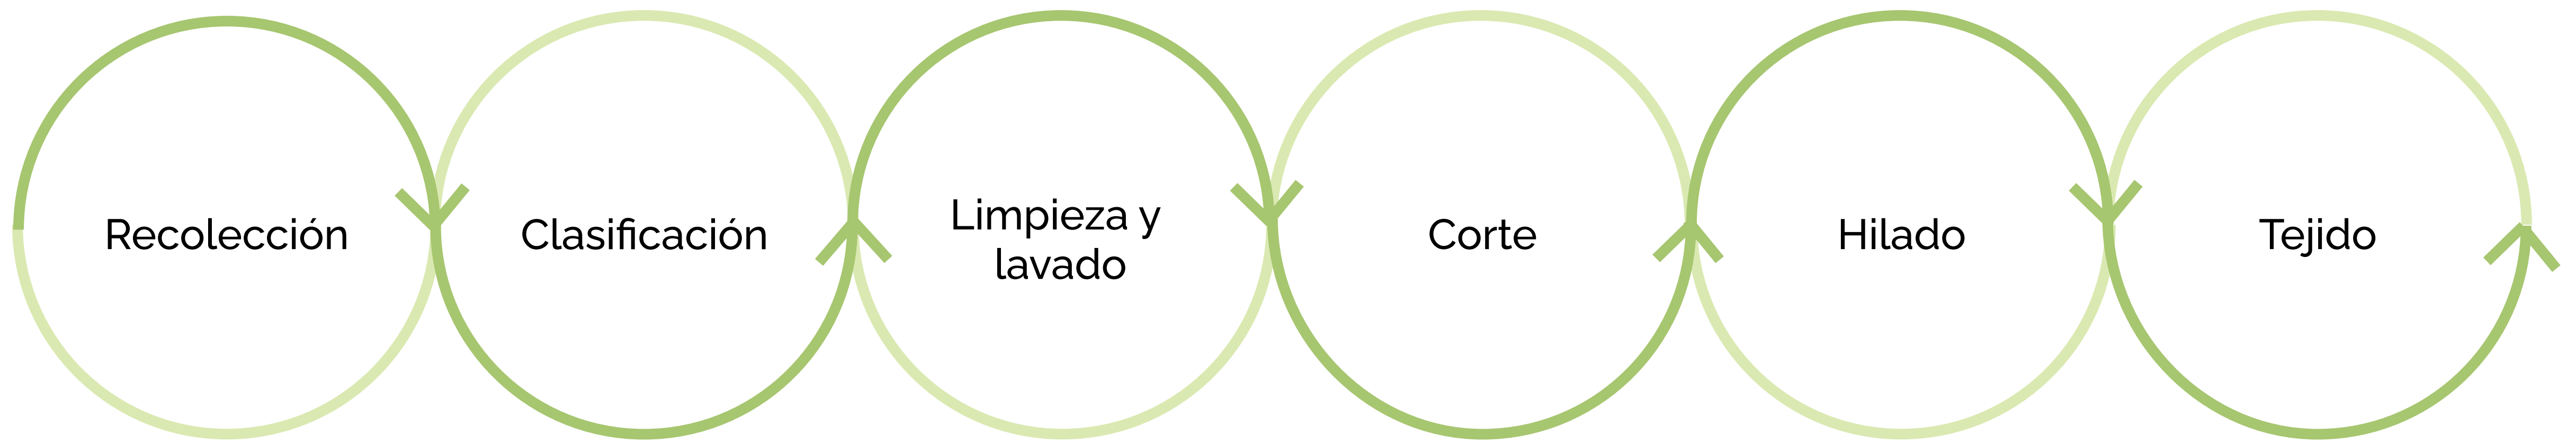 Recolección
Clasificación
Limpieza y
lavado
Corte
Hilado
Tejido